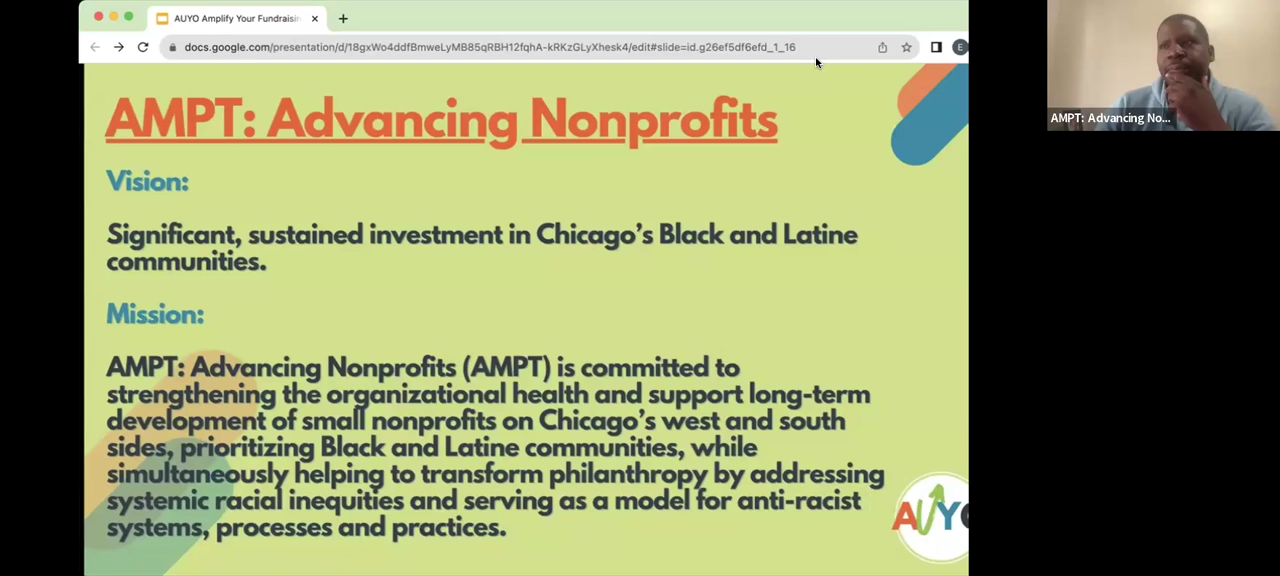 AUYO Amplify Your Fundraisin
docs.google.com/presentation/d/18gxWo4ddfBmweLyMB85qRBH12fqhA-kRKzGLyXhesk4/edit#slide=id.g26ef5df6efd_1_16
E
AMPT: Advancing No...
AMPT: Advancing Nonprofits
Vision:
Significant, sustained investment in Chicago's Black and Latine
communities.
Mission:
AMPT: Advancing Nonprofits (AMPT) is committed to
strengthening the organizational health and support long-term
development of small nonprofits on Chicago's west and south
sides, prioritizing Black and Latine communities, while
simultaneously helping to transform philanthropy by addressing
systemic racial inequities and serving as a model for anti-racist
systems, processes and practices.
AUYO